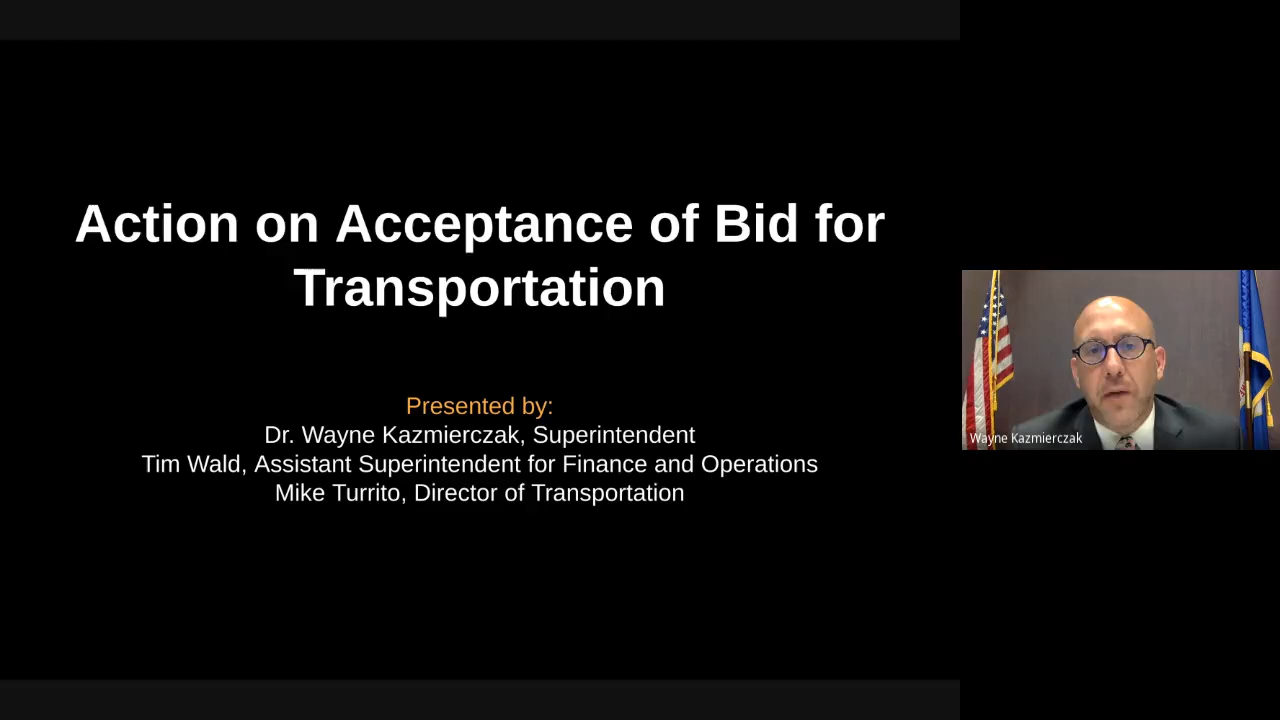 Action on Acceptance of Bid for
Transportation
Presented by:
Dr. Wayne Kazmierczak, Superintendent
Tim Wald, Assistant Superintendent for Finance and Operations
Mike Turrito, Director of Transportation
Wayne Kazmierczak